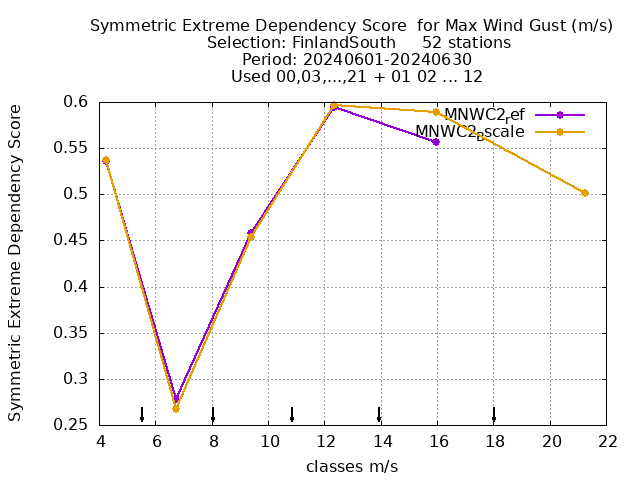 Symmetric Extreme Dependency Score  for Max Wind Gust (m/s)
Selection: FinlandSouth     52 stations
Period: 20240601-20240630
Used 00,03,...,21 + 01 02 ... 12
Symmetric Extreme Dependency Score
0.6
0.55
0.5
0.45
0.4
0.35
0.3
0.25
MNWC2_ref
MNWC2_Bscale
4 6 8 10 12 14 16 18 20 22
classes m/s